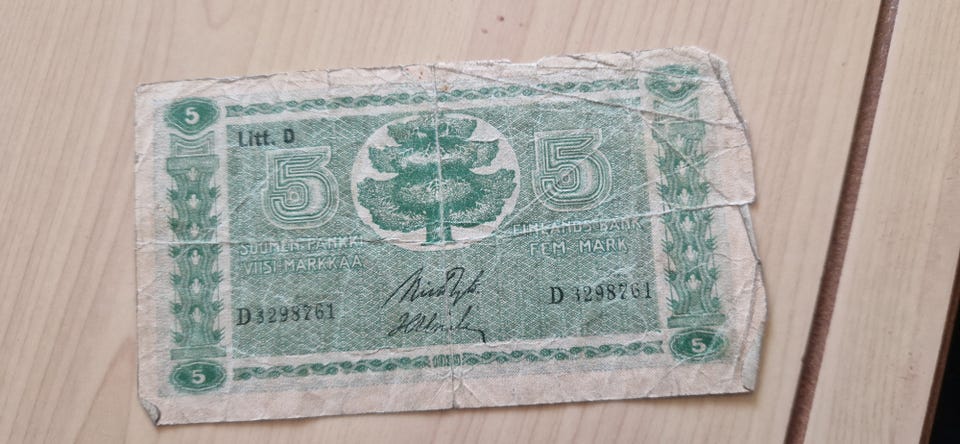 5
Litt. D
5 5
SUOMEN PANKKI FINLANDS BANK
VIISI MARKKAA FEM MARK
D 3298761 D 3298761
5 5